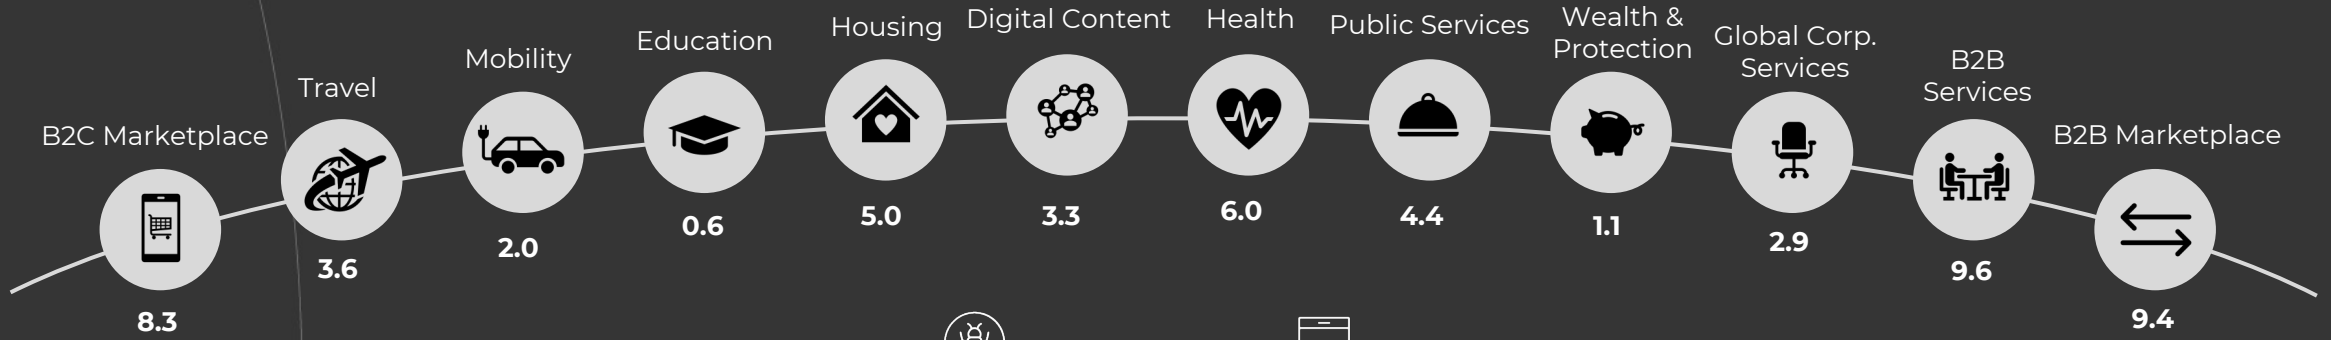 B2C Marketplace
8.3
Travel
3.6
Mobility
2.0
Education
0.6
Housing
5.0
Digital Content
3.3
Health
6.0
Public Services
4.4
Wealth &
Protection
1.1
Global Corp.
Services
2.9
B2B
Services
9.6
B2B Marketplace
9.4